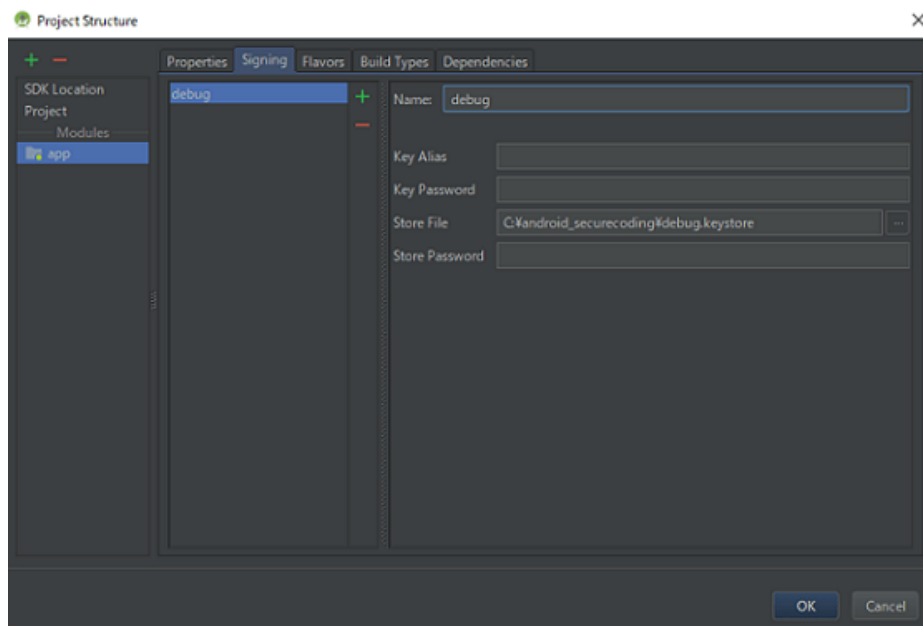 Project Structure
Properties Signing Flavors Build Types Dependencies
SDK Location
Project
Modules
app
debug
Name: debug
Key Alias
Key Password
Store File C:¥android_securecoding¥debug.keystore ...
Store Password
OK Cancel